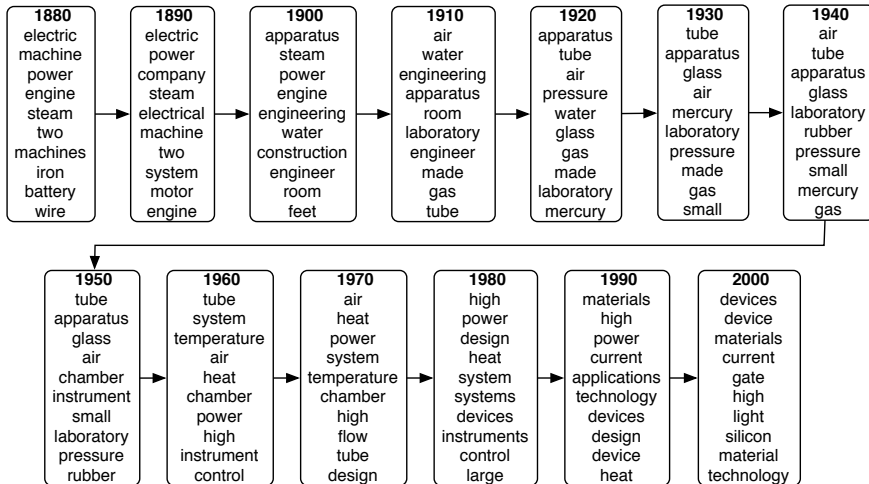 1880
electric
machine
power
engine
steam
two
machines
iron
battery
wire
1890
electric
power
company
steam
electrical
machine
two
system
motor
engine
1900
apparatus
steam
power
engine
engineering
water
construction
engineer
room
feet
1910
air
water
engineering
apparatus
room
laboratory
engineer
made
gas
tube
1920
apparatus
tube
air
pressure
water
glass
gas
made
laboratory
mercury
1930
tube
apparatus
glass
air
mercury
laboratory
pressure
made
gas
small
1940
air
tube
apparatus
glass
laboratory
rubber
pressure
small
mercury
gas
1950
tube
apparatus
glass
air
chamber
instrument
small
laboratory
pressure
rubber
1960
tube
system
temperature
air
heat
chamber
power
high
instrument
control
1970
air
heat
power
system
temperature
chamber
high
flow
tube
design
1980
high
power
design
heat
system
systems
devices
instruments
control
large
1990
materials
high
power
current
applications
technology
devices
design
device
heat
2000
devices
device
materials
current
gate
high
light
silicon
material
technology